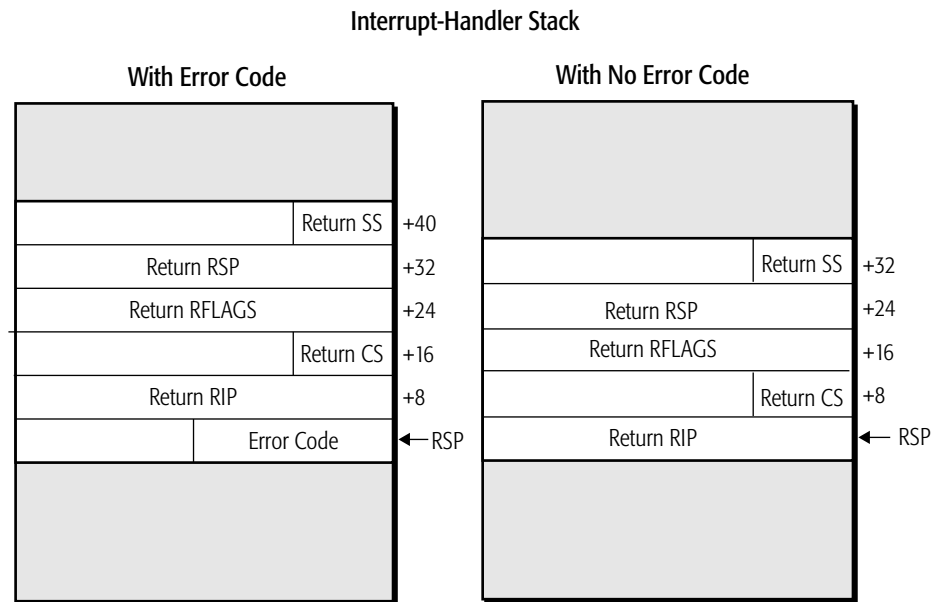 Interrupt-Handler Stack
With Error Code
Return SS +40
Return RSP +32
Return RFLAGS +24
Return CS +16
Return RIP +8
Error Code RSP
With No Error Code
Return SS +32
Return RSP +24
Return RFLAGS +16
Return CS +8
Return RIP RSP